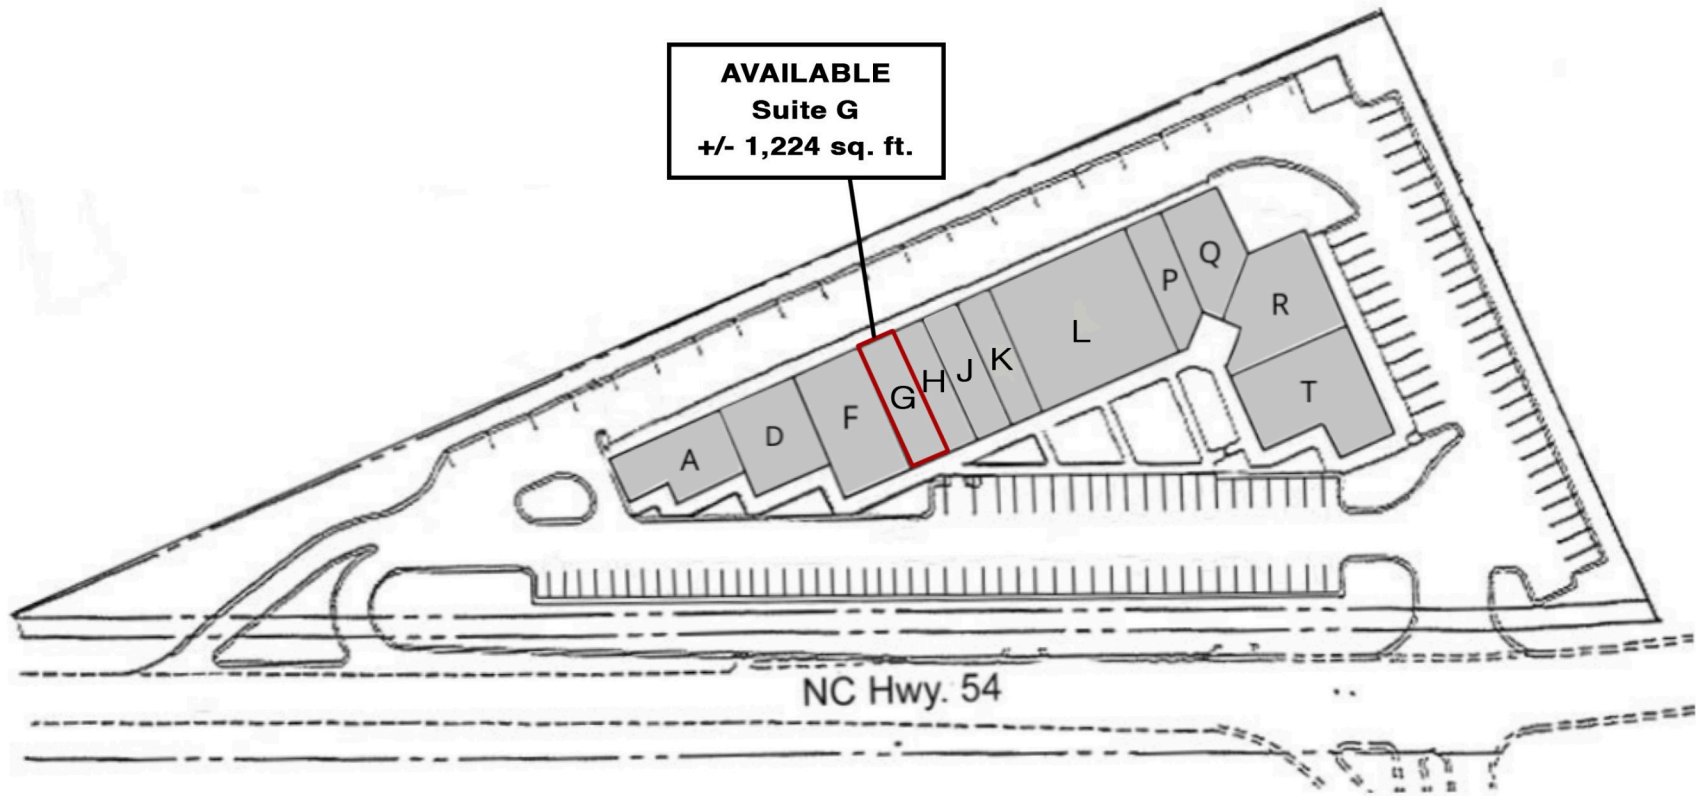 AVAILABLE
Suite G
+/- 1,224 sq. ft.
A
D
F
G
H
J
K
L
P
Q
R
T
NC Hwy. 54